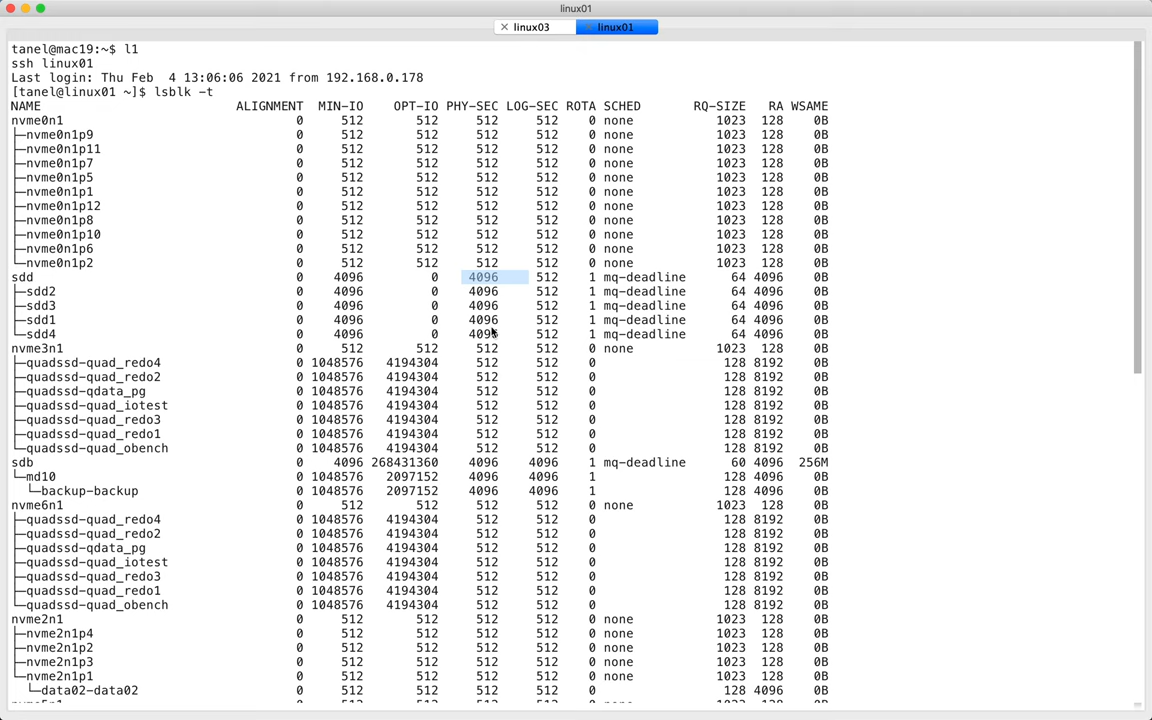 linux01
✕ linux03 linux01
tanel@mac19:~$ l1
ssh linux01
Last login: Thu Feb  4 13:06:06 2021 from 192.168.0.178
[tanel@linux01 ~]$ lsblk -t
NAME ALIGNMENT MIN-IO OPT-IO PHY-SEC LOG-SEC ROTA SCHED RQ-SIZE RA WSAME
nvme0n1 0 512 512 512 512 0 none 1023 128 0B
├─nvme0n1p9 0 512 512 512 512 0 none 1023 128 0B
├─nvme0n1p11 0 512 512 512 512 0 none 1023 128 0B
├─nvme0n1p7 0 512 512 512 512 0 none 1023 128 0B
├─nvme0n1p5 0 512 512 512 512 0 none 1023 128 0B
├─nvme0n1p1 0 512 512 512 512 0 none 1023 128 0B
├─nvme0n1p12 0 512 512 512 512 0 none 1023 128 0B
├─nvme0n1p8 0 512 512 512 512 0 none 1023 128 0B
├─nvme0n1p10 0 512 512 512 512 0 none 1023 128 0B
├─nvme0n1p6 0 512 512 512 512 0 none 1023 128 0B
└─nvme0n1p2 0 512 512 512 512 0 none 1023 128 0B
sdd 0 4096 0 4096 512 1 mq-deadline 64 4096 0B
├─sdd2 0 4096 0 4096 512 1 mq-deadline 64 4096 0B
├─sdd3 0 4096 0 4096 512 1 mq-deadline 64 4096 0B
├─sdd1 0 4096 0 4096 512 1 mq-deadline 64 4096 0B
└─sdd4 0 4096 0 4096 512 1 mq-deadline 64 4096 0B
nvme3n1 0 512 512 512 512 0 none 1023 128 0B
├─quadssd-quad_redo4 0 1048576 4194304 512 512 0 128 8192 0B
├─quadssd-quad_redo2 0 1048576 4194304 512 512 0 128 8192 0B
├─quadssd-qdata_pg 0 1048576 4194304 512 512 0 128 8192 0B
├─quadssd-quad_iotest 0 1048576 4194304 512 512 0 128 8192 0B
├─quadssd-quad_redo3 0 1048576 4194304 512 512 0 128 8192 0B
├─quadssd-quad_redo1 0 1048576 4194304 512 512 0 128 8192 0B
└─quadssd-quad_obench 0 1048576 4194304 512 512 0 128 8192 0B
sdb 0 4096 268431360 4096 4096 1 mq-deadline 60 4096 256M
└─md10 0 1048576 2097152 4096 4096 1 128 4096 0B
└─backup-backup 0 1048576 2097152 4096 4096 1 128 4096 0B
nvme6n1 0 512 512 512 512 0 none 1023 128 0B
├─quadssd-quad_redo4 0 1048576 4194304 512 512 0 128 8192 0B
├─quadssd-quad_redo2 0 1048576 4194304 512 512 0 128 8192 0B
├─quadssd-qdata_pg 0 1048576 4194304 512 512 0 128 8192 0B
├─quadssd-quad_iotest 0 1048576 4194304 512 512 0 128 8192 0B
├─quadssd-quad_redo3 0 1048576 4194304 512 512 0 128 8192 0B
├─quadssd-quad_redo1 0 1048576 4194304 512 512 0 128 8192 0B
└─quadssd-quad_obench 0 1048576 4194304 512 512 0 128 8192 0B
nvme2n1 0 512 512 512 512 0 none 1023 128 0B
├─nvme2n1p4 0 512 512 512 512 0 none 1023 128 0B
├─nvme2n1p2 0 512 512 512 512 0 none 1023 128 0B
├─nvme2n1p3 0 512 512 512 512 0 none 1023 128 0B
└─nvme2n1p1 0 512 512 512 512 0 none 1023 128 0B
└─data02-data02 0 512 512 512 512 0 128 4096 0B